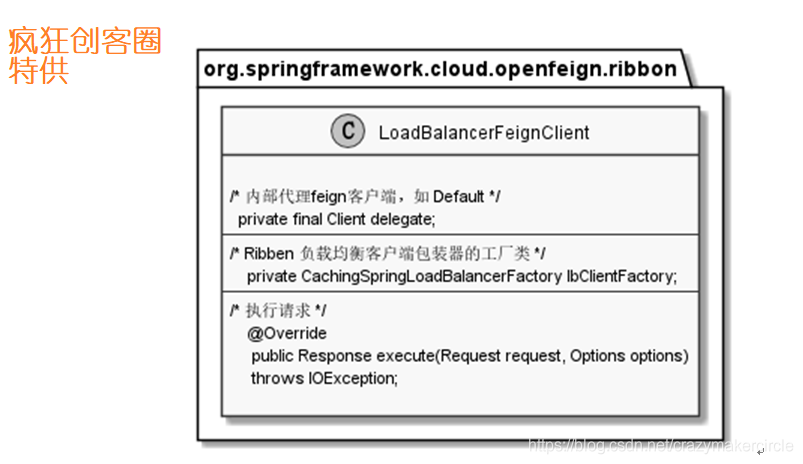 疯狂创客圈
特供
org.springframework.cloud.openfeign.ribbon
C LoadBalancerFeignClient
/* 内部代理feign客户端，如 Default */
private final Client delegate;
/* Ribben 负载均衡客户端包装器的工厂类 */
private CachingSpringLoadBalancerFactory lbClientFactory;
/* 执行请求 */
@Override
public Response execute(Request request, Options options)
throws IOException;
https://blog.csdn.net/crazymakercircle